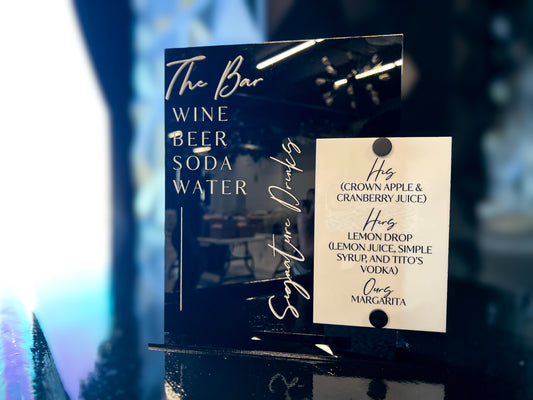 The Bar
WINE
BEER
SODA
WATER
Signature Drinks
His
(CROWN APPLE &
CRANBERRY JUICE)
Hers
LEMON DROP
(LEMON JUICE, SIMPLE
SYRUP, AND TITO'S
VODKA)
Ours
MARGARITA